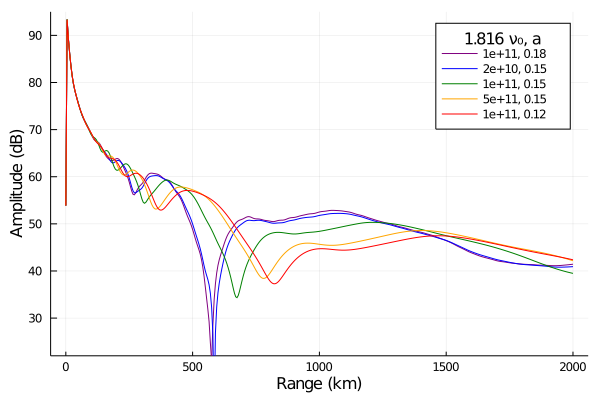 90
80
70
60
50
40
30
Amplitude (dB)
1.816 ν₀, a
1e+11, 0.18
2e+10, 0.15
1e+11, 0.15
5e+11, 0.15
1e+11, 0.12
0 500 1000 1500 2000
Range (km)